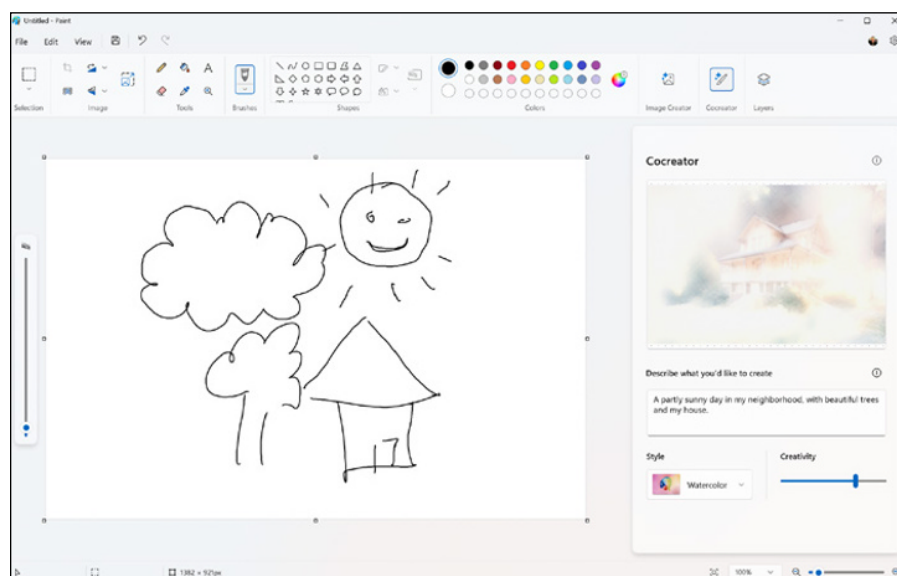 Untitled - Paint
File Edit View
Selection Image Tools Brushes Shapes Colors Image Creator Cocreator Layers
Cocreator
Describe what you'd like to create
A partly sunny day in my neighborhood, with beautiful trees
and my house.
Style Creativity
Watercolor
1382 × 921px 100%